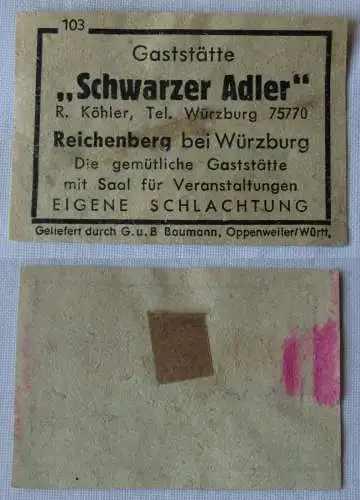 103
Gaststätte
„Schwarzer Adler“
R. Köhler, Tel. Würzburg 75770
Reichenberg bei Würzburg
Die gemütliche Gaststätte
mit Saal für Veranstaltungen
EIGENE SCHLACHTUNG
Geliefert durch G. u. B Baumann, Oppenweiler/Württ.